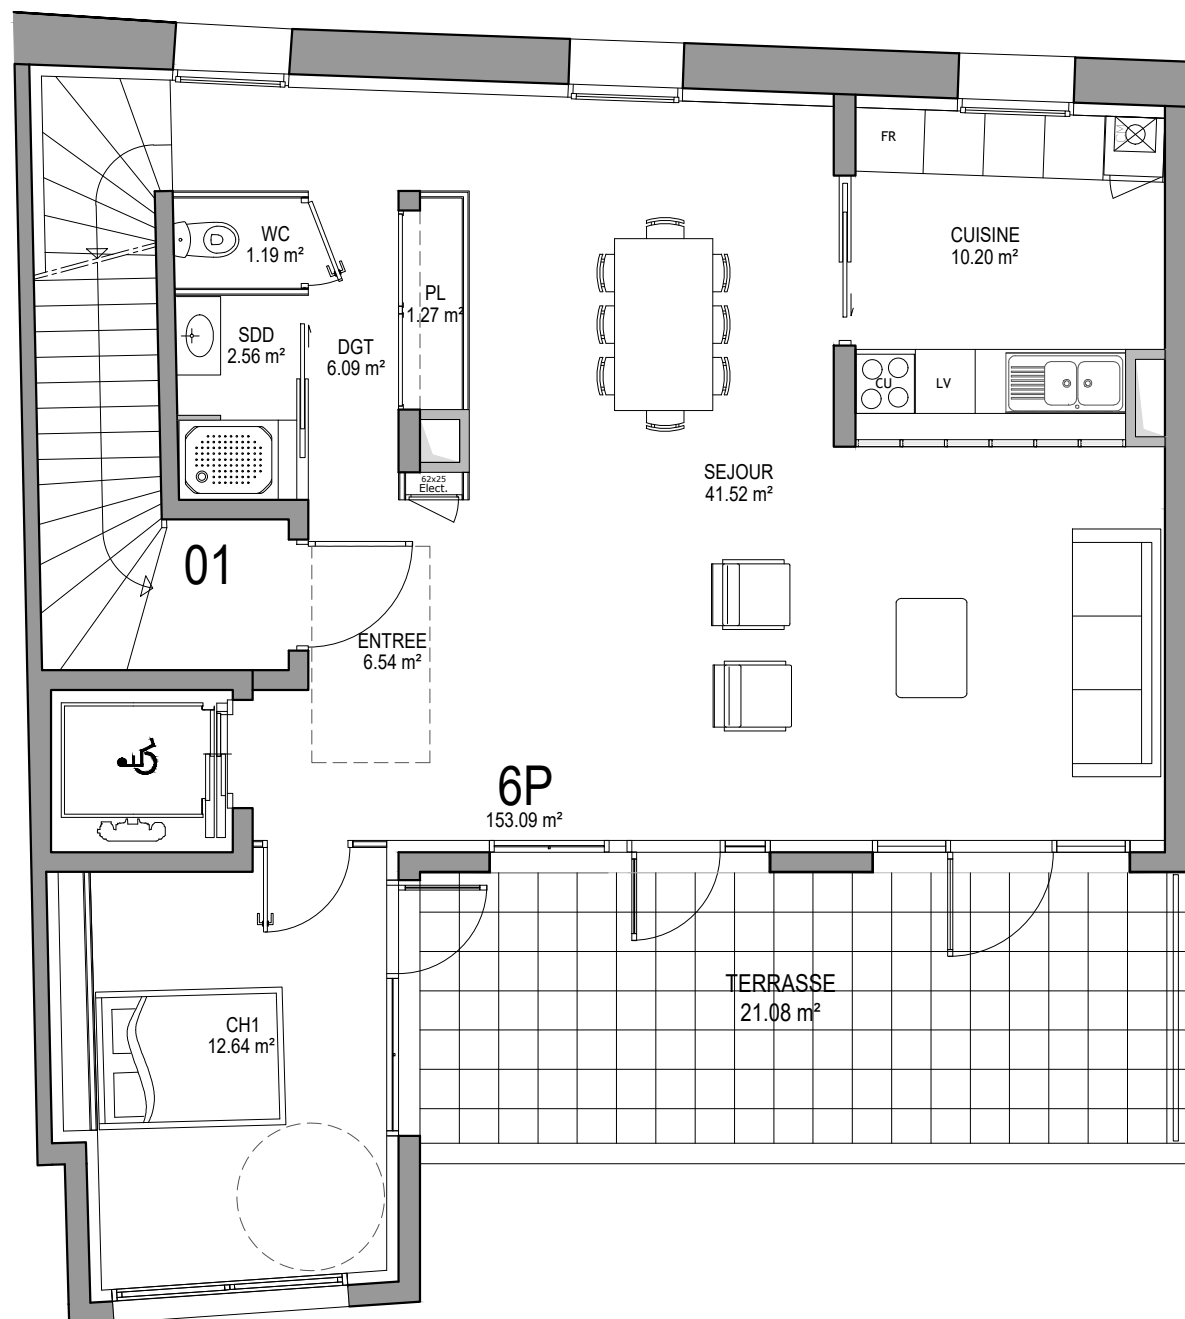 FR
WC
1.19 m²
CUISINE
10.20 m²
PL
1.27 m²
SDD
2.56 m²
DGT
6.09 m²
CU
LV
62x25
Elect.
SEJOUR
41.52 m²
01
ENTREE
6.54 m²
6P
153.09 m²
TERRASSE
21.08 m²
CH1
12.64 m²